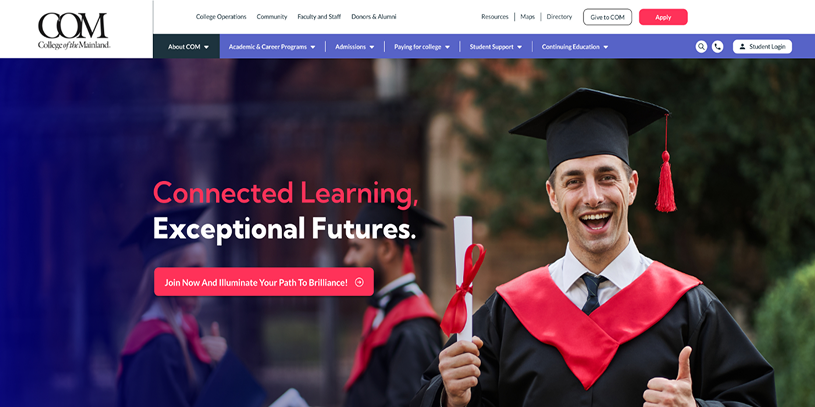 COM
College of the Mainland.
College Operations Community Faculty and Staff Donors & Alumni
Resources Maps Directory Give to COM Apply
About COM Academic & Career Programs Admissions Paying for college Student Support Continuing Education Student Login
Connected Learning,
Exceptional Futures.
Join Now And Illuminate Your Path To Brilliance!